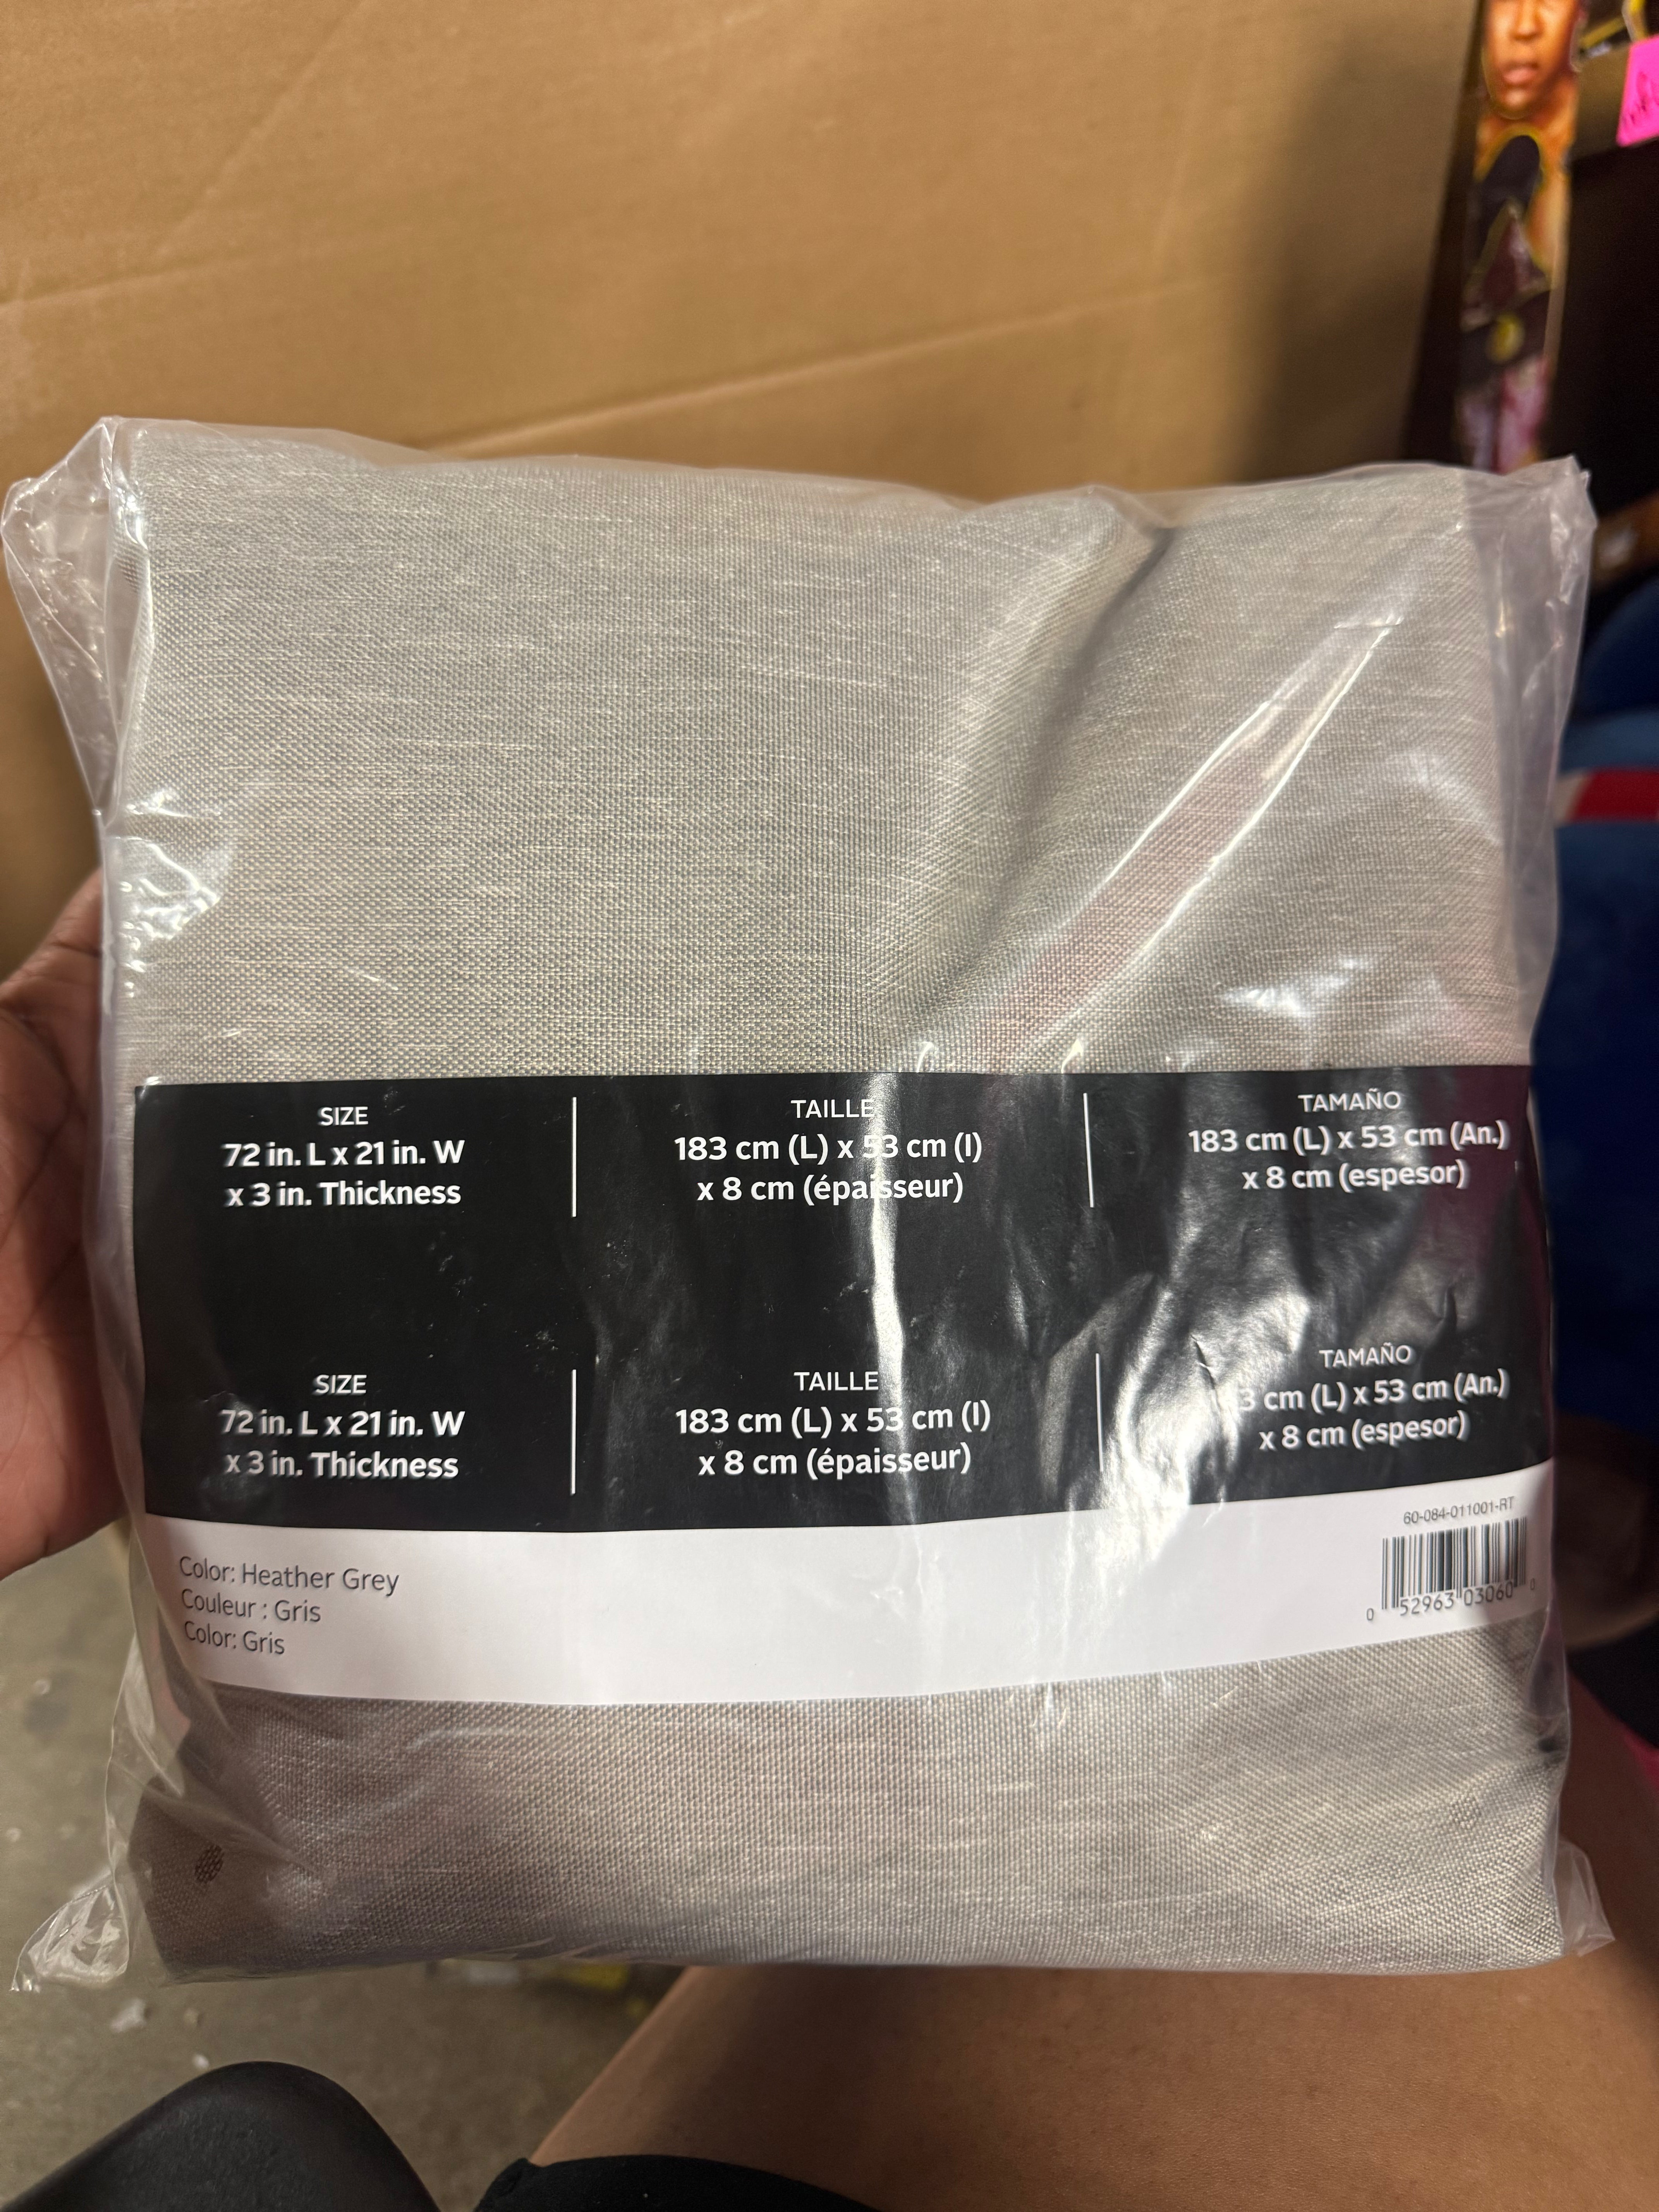 SIZE
72 in. L x 21 in. W
x 3 in. Thickness
TAILLE
183 cm (L) x 53 cm (l)
x 8 cm (épaisseur)
TAMAÑO
183 cm (L) x 53 cm (An.)
x 8 cm (espesor)
SIZE
72 in. L x 21 in. W
x 3 in. Thickness
TAILLE
183 cm (L) x 53 cm (l)
x 8 cm (épaisseur)
TAMAÑO
3 cm (L) x 53 cm (An.)
x 8 cm (espesor)
Color: Heather Grey
Couleur : Gris
Color: Gris
60-084-011001-RT
0 52963 03060 0